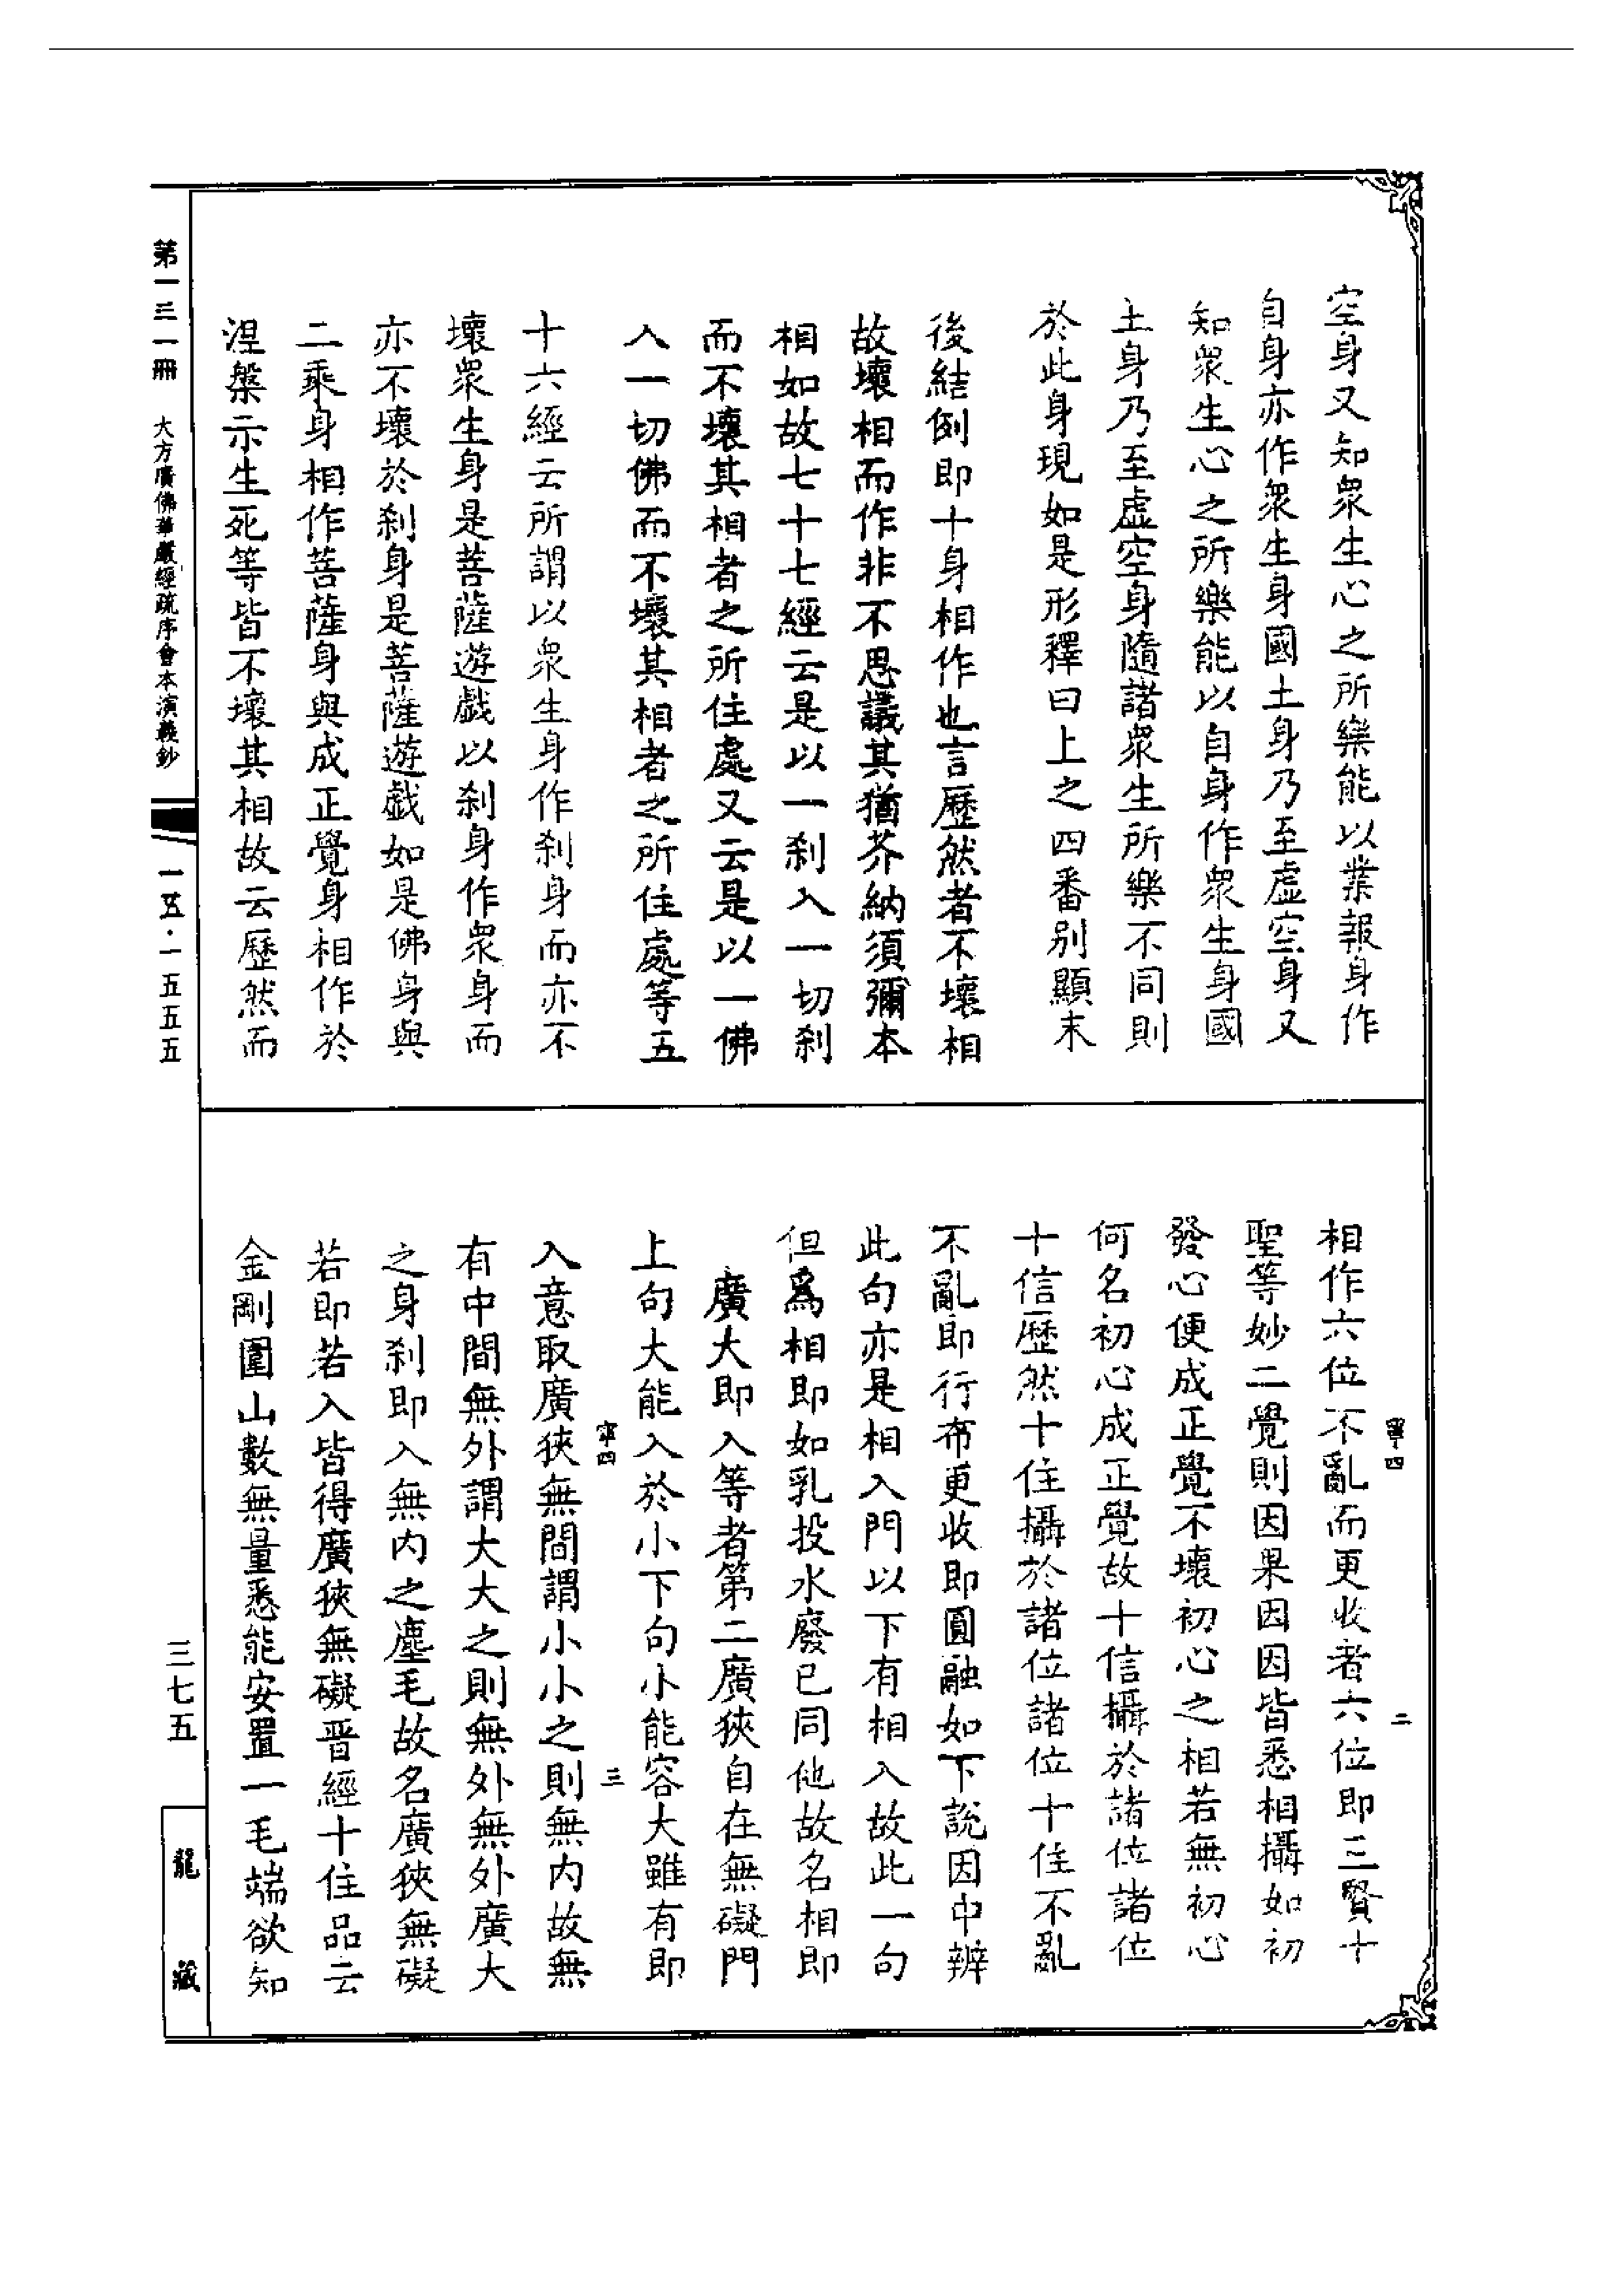 空身又知衆生心之所樂能以業報身作
自身亦作衆生身國土身乃至虛空身又
知衆生心之所樂能以自身作衆生身國
土身乃至虛空身隨諸衆生所樂不同則
於此身現如是形釋曰上之四番别顯末
後結例即十身相作也言歷然者不壞相
故壞相而作非不思議其猶芥納須彌本
相如故七十七經云是以一刹入一切刹
而不壞其相者之所住處又云是以一佛
入一切佛而不壞其相者之所住處等五
十六經云所謂以衆生身作刹身而亦不
壞衆生身是菩薩遊戲以刹身作衆身而
亦不壞於刹身是菩薩遊戲如是佛身與
二乘身相作菩薩身與成正覺身相作於
涅槃示生死等皆不壞其相故云歷然而
相作六位不亂而更收者六位即三賢十
聖等妙二覺則因果因因皆悉相攝如初
發心便成正覺不壞初心之相若無初心
何名初心成正覺故十信攝於諸位諸位
十信歷然十住攝於諸位諸位十住不亂
不亂即行布更收即圓融如下說因中辨
此句亦是相入門以下有相入故此一句
但爲相即如乳投水廢已同他故名相即
廣大即入等者第二廣狹自在無礙門
上句大能入於小下句小能容大雖有即
入意取廣狹無間謂小小之則無内故無
有中間無外謂大大之則無外無外廣大
之身刹即入無内之塵毛故名廣狹無礙
若即若入皆得廣狹無礙晋經十住品云
金剛圍山數無量悉能安置一毛端欲知
寧四
二
寧四
三
第一三一冊
大方廣佛華嚴經疏序會本演義鈔
一五五·一五五五
三七五
龍藏